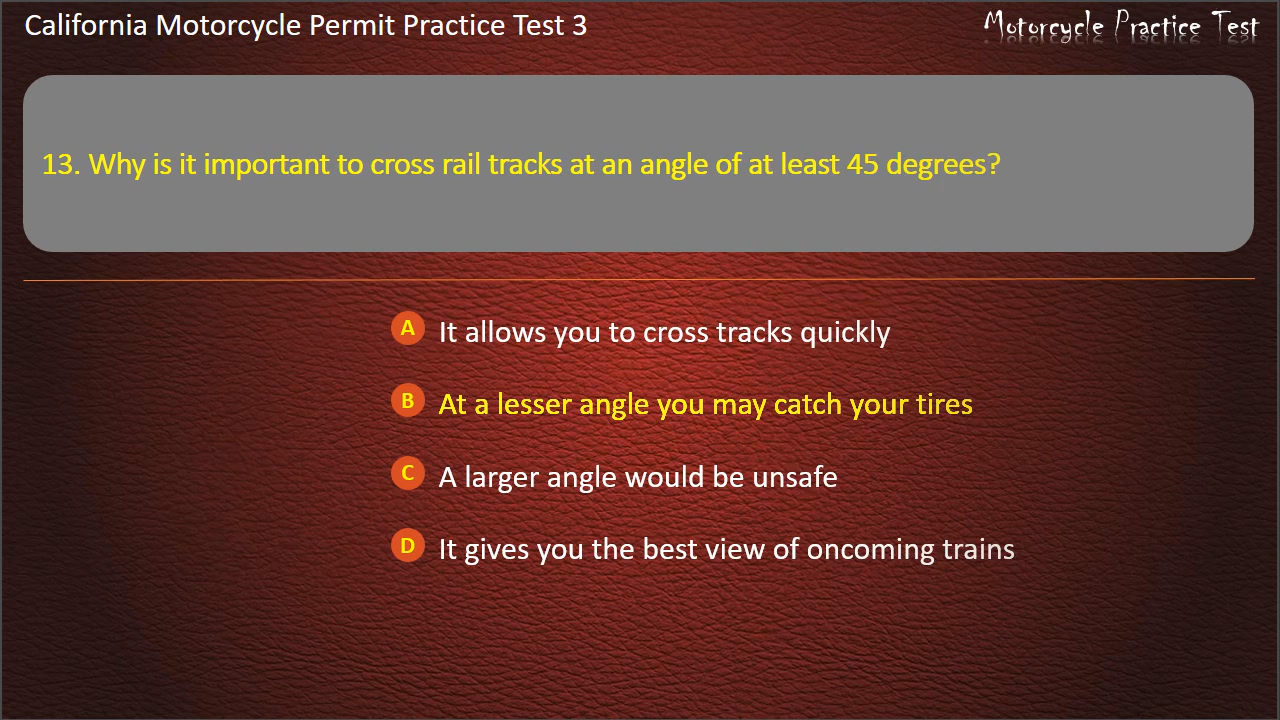 California Motorcycle Permit Practice Test 3
Motorcycle Practice Test
13. Why is it important to cross rail tracks at an angle of at least 45 degrees?
A It allows you to cross tracks quickly
B At a lesser angle you may catch your tires
C A larger angle would be unsafe
D It gives you the best view of oncoming trains